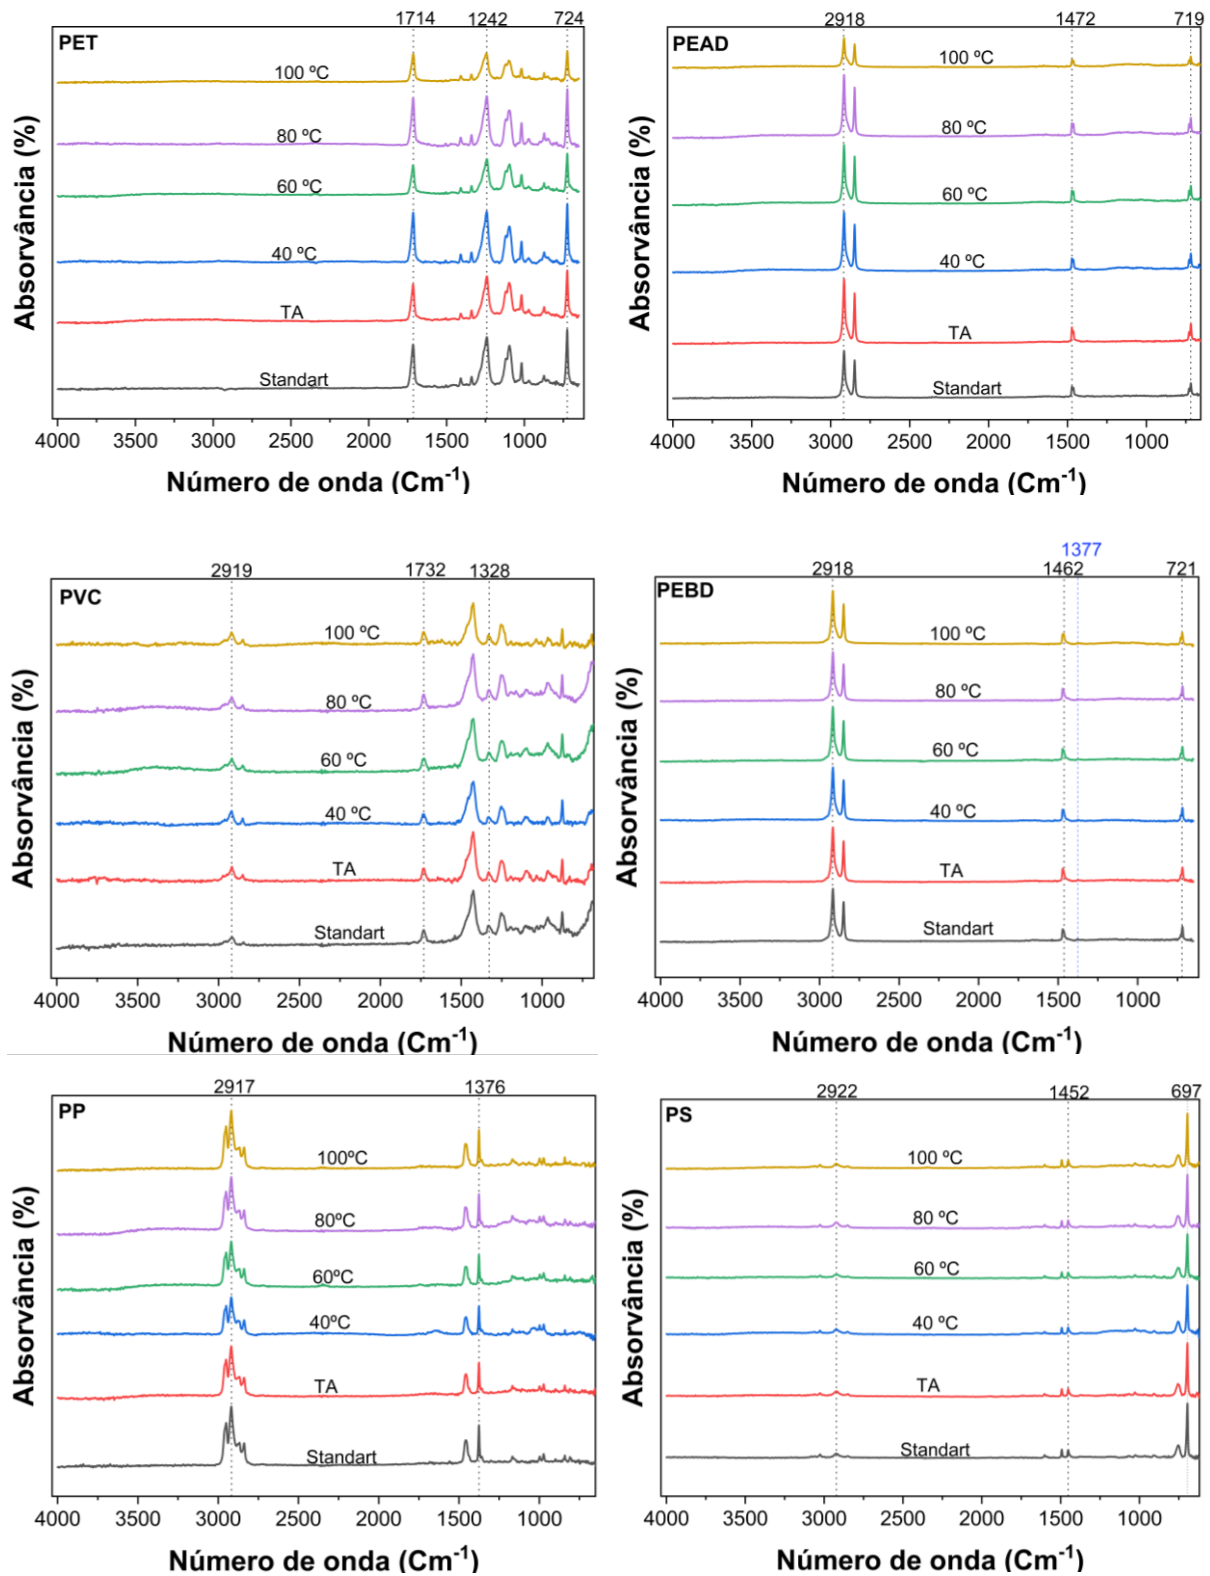 1714 1242 724
PET
100 ºC
80 ºC
60 ºC
40 ºC
TA
Standart
Absorvância (%)
4000 3500 3000 2500 2000 1500 1000
Número de onda (Cm⁻¹)
2918 1472 719
PEAD
100 ºC
80 ºC
60 ºC
40 ºC
TA
Standart
Absorvância (%)
4000 3500 3000 2500 2000 1500 1000
Número de onda (Cm⁻¹)
2919 1732 1328
PVC
100 ºC
80 ºC
60 ºC
40 ºC
TA
Standart
Absorvância (%)
4000 3500 3000 2500 2000 1500 1000
Número de onda (Cm⁻¹)
1377
2918 1462 721
PEBD
100 ºC
80 ºC
60 ºC
40 ºC
TA
Standart
Absorvância (%)
4000 3500 3000 2500 2000 1500 1000
Número de onda (Cm⁻¹)
2917 1376
PP
100ºC
80ºC
60ºC
40ºC
TA
Standart
Absorvância (%)
4000 3500 3000 2500 2000 1500 1000
Número de onda (Cm⁻¹)
2922 1452 697
PS
100 ºC
80 ºC
60 ºC
40 ºC
TA
Standart
Absorvância (%)
4000 3500 3000 2500 2000 1500 1000
Número de onda (Cm⁻¹)